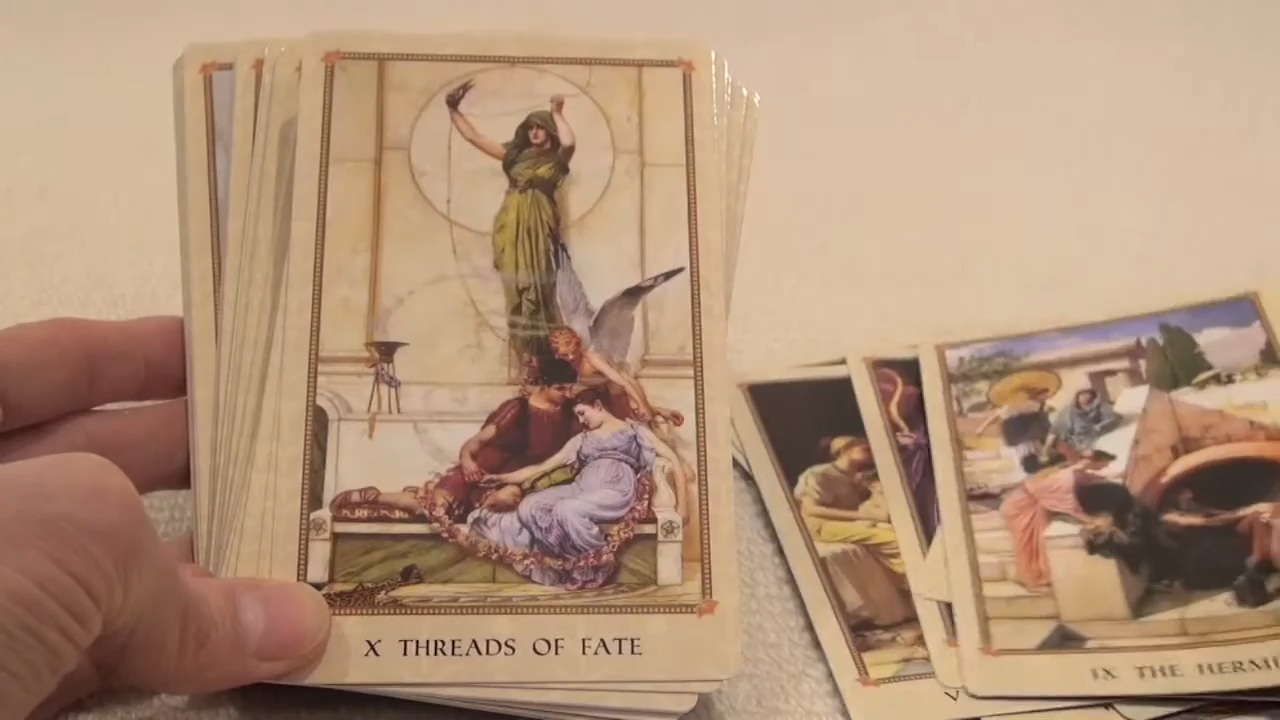 X THREADS OF FATE
IX THE HERMI